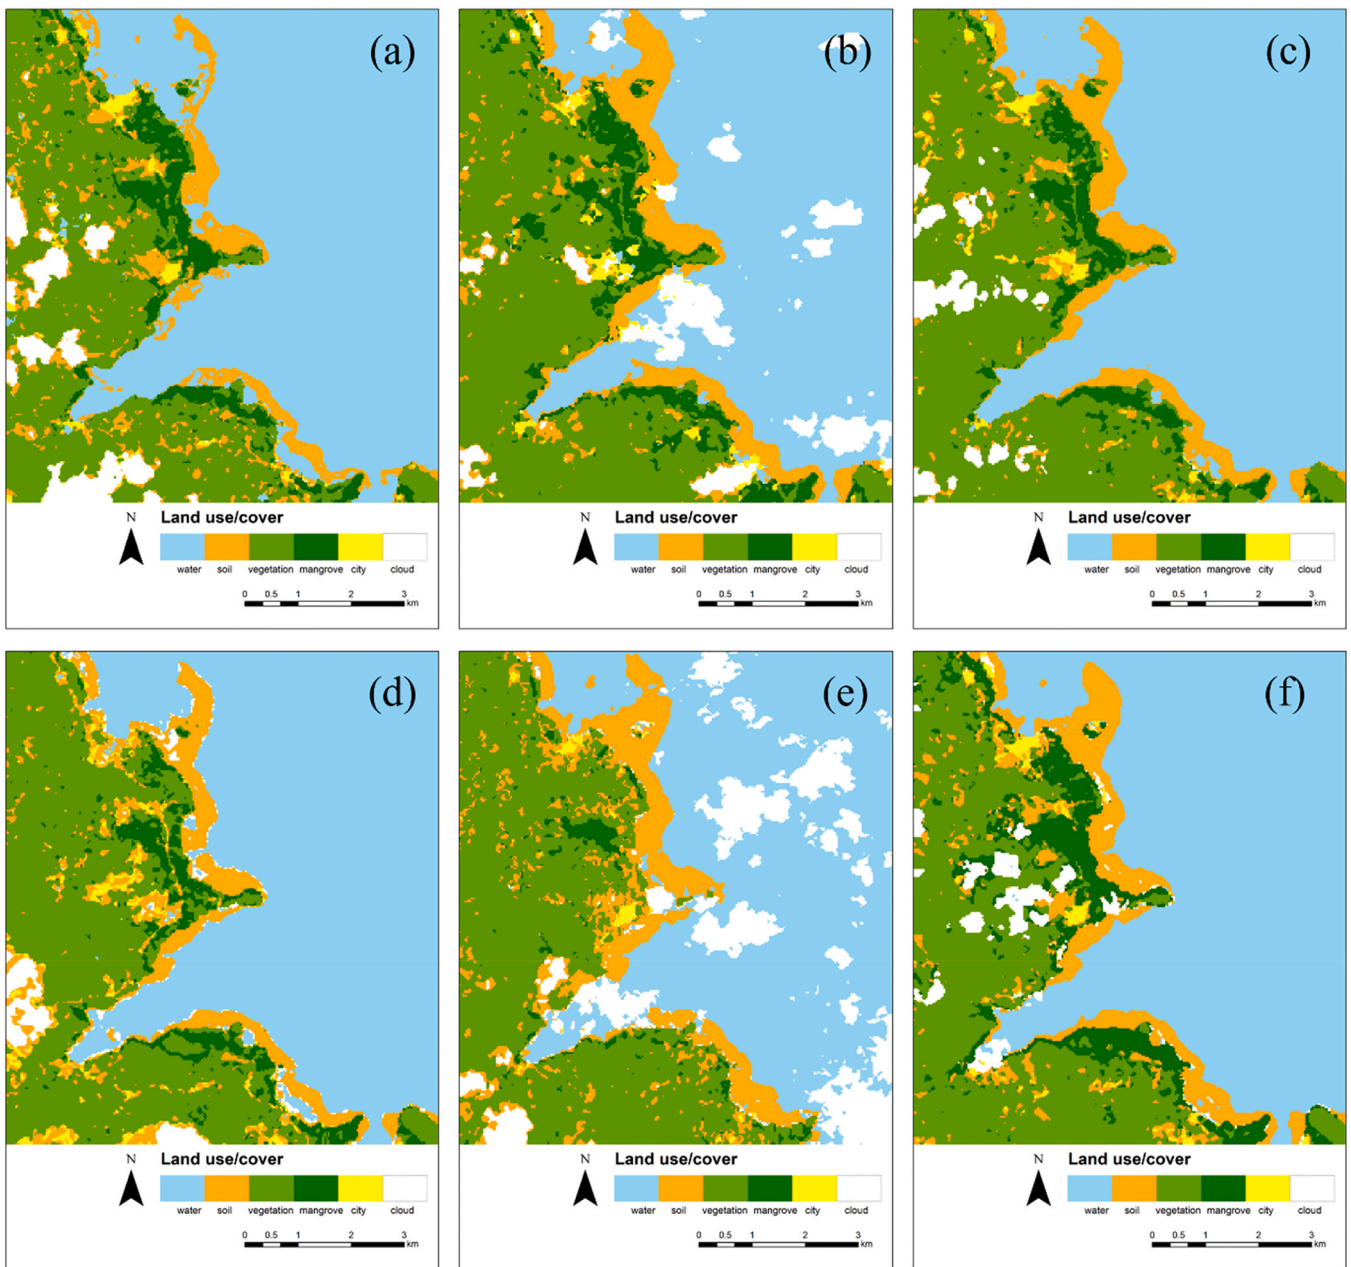 (a)
(b)
(c)
N
Land use/cover
water soil vegetation mangrove city cloud
0 0.5 1 2 3
km
N
Land use/cover
water soil vegetation mangrove city cloud
0 0.5 1 2 3
km
N
Land use/cover
water soil vegetation mangrove city cloud
0 0.5 1 2 3
km
(d)
(e)
(f)
N
Land use/cover
water soil vegetation mangrove city cloud
0 0.5 1 2 3
km
N
Land use/cover
water soil vegetation mangrove city cloud
0 0.5 1 2 3
km
N
Land use/cover
water soil vegetation mangrove city cloud
0 0.5 1 2 3
km